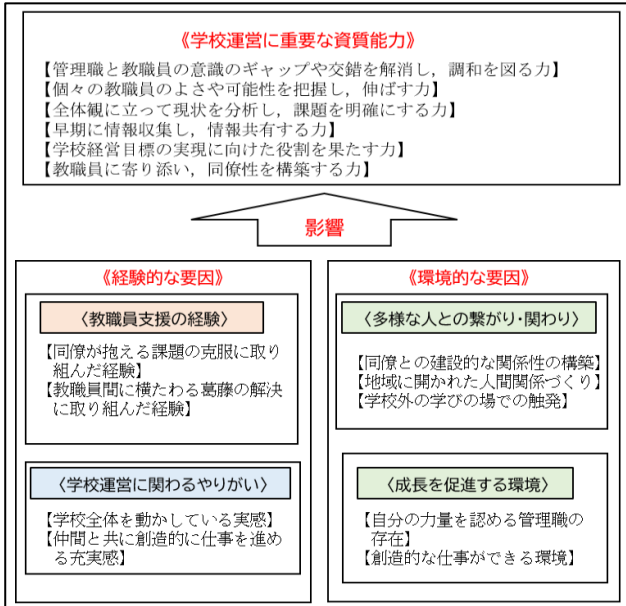 《学校運営に重要な資質能力》
【管理職と教職員の意識のギャップや交錯を解消し，調和を図る力】
【個々の教職員のよさや可能性を把握し，伸ばす力】
【全体観に立って現状を分析し，課題を明確にする力】
【早期に情報収集し，情報共有する力】
【学校経営目標の実現に向けた役割を果たす力】
【教職員に寄り添い，同僚性を構築する力】
影響
《経験的な要因》
〈教職員支援の経験〉
【同僚が抱える課題の克服に取り
組んだ経験】
【教職員間に横たわる葛藤の解決
に取り組んだ経験】
〈学校運営に関わるやりがい〉
【学校全体を動かしている実感】
【仲間と共に創造的に仕事を進め
る充実感】
《環境的な要因》
〈多様な人との繋がり・関わり〉
【同僚との建設的な関係性の構築】
【地域に開かれた人間関係づくり】
【学校外の学びの場での触発】
〈成長を促進する環境〉
【自分の力量を認める管理職の
存在】
【創造的な仕事ができる環境】